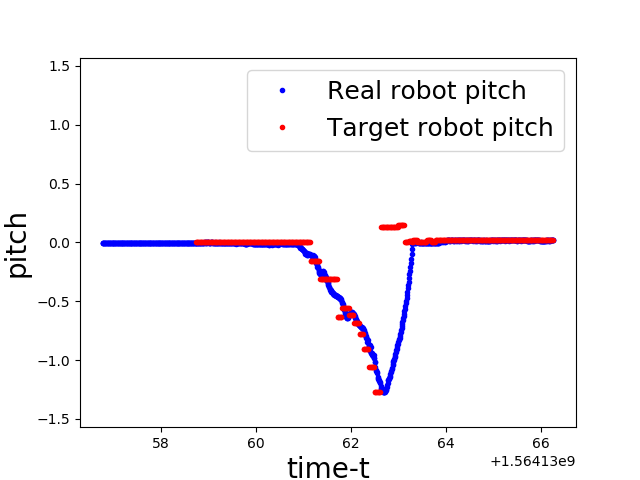 1.5
1.0
0.5
0.0
−0.5
−1.0
−1.5
pitch
Real robot pitch
Target robot pitch
58 60 62 64 66
+1.56413e9
time-t